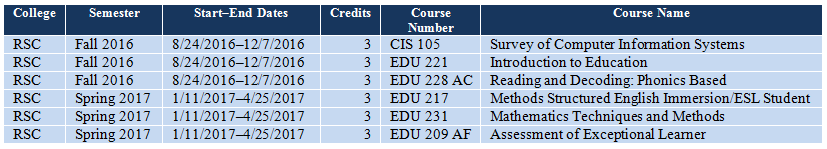 College Semester Start–End Dates Credits Course Number Course Name
RSC Fall 2016 8/24/2016–12/7/2016 3 CIS 105 Survey of Computer Information Systems
RSC Fall 2016 8/24/2016–12/7/2016 3 EDU 221 Introduction to Education
RSC Fall 2016 8/24/2016–12/7/2016 3 EDU 228 AC Reading and Decoding: Phonics Based
RSC Spring 2017 1/11/2017–4/25/2017 3 EDU 217 Methods Structured English Immersion/ESL Student
RSC Spring 2017 1/11/2017–4/25/2017 3 EDU 231 Mathematics Techniques and Methods
RSC Spring 2017 1/11/2017–4/25/2017 3 EDU 209 AF Assessment of Exceptional Learner